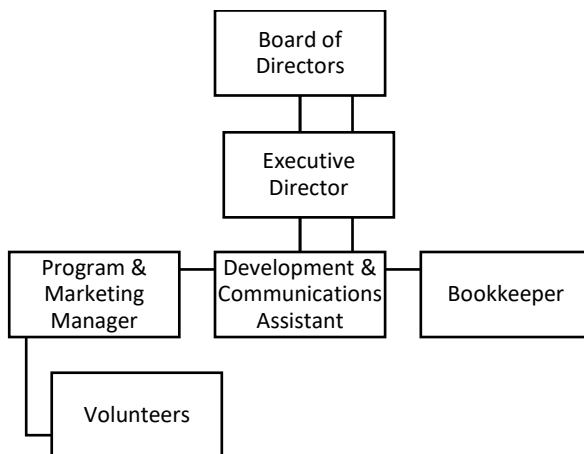 Board of
Directors
Executive
Director
Program &
Marketing
Manager
Development &
Communications
Assistant
Bookkeeper
Volunteers